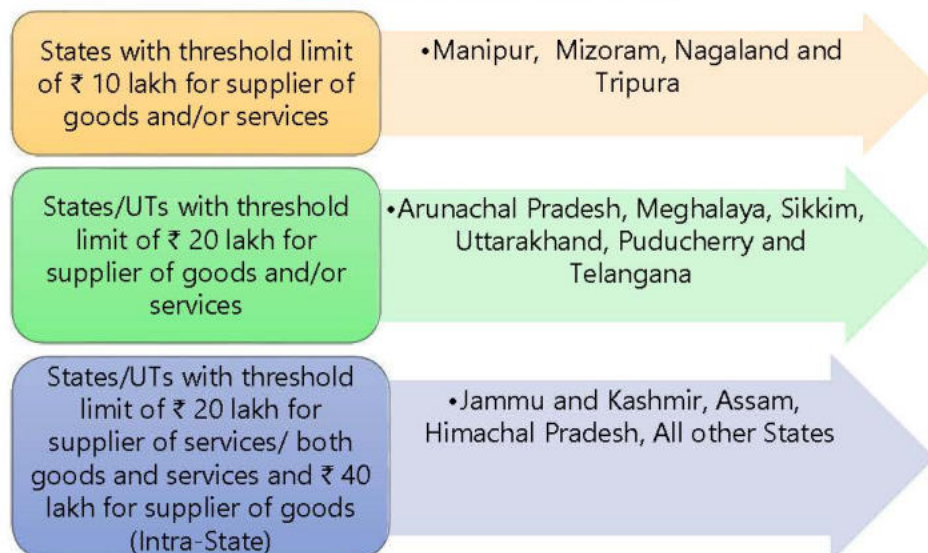 States with threshold limit
of ₹ 10 lakh for supplier of
goods and/or services
•Manipur, Mizoram, Nagaland and
Tripura
States/UTs with threshold
limit of ₹ 20 lakh for
supplier of goods and/or
services
•Arunachal Pradesh, Meghalaya, Sikkim,
Uttarakhand, Puducherry and
Telangana
States/UTs with threshold
limit of ₹ 20 lakh for
supplier of services/ both
goods and services and ₹ 40
lakh for supplier of goods
(Intra-State)
•Jammu and Kashmir, Assam,
Himachal Pradesh, All other States